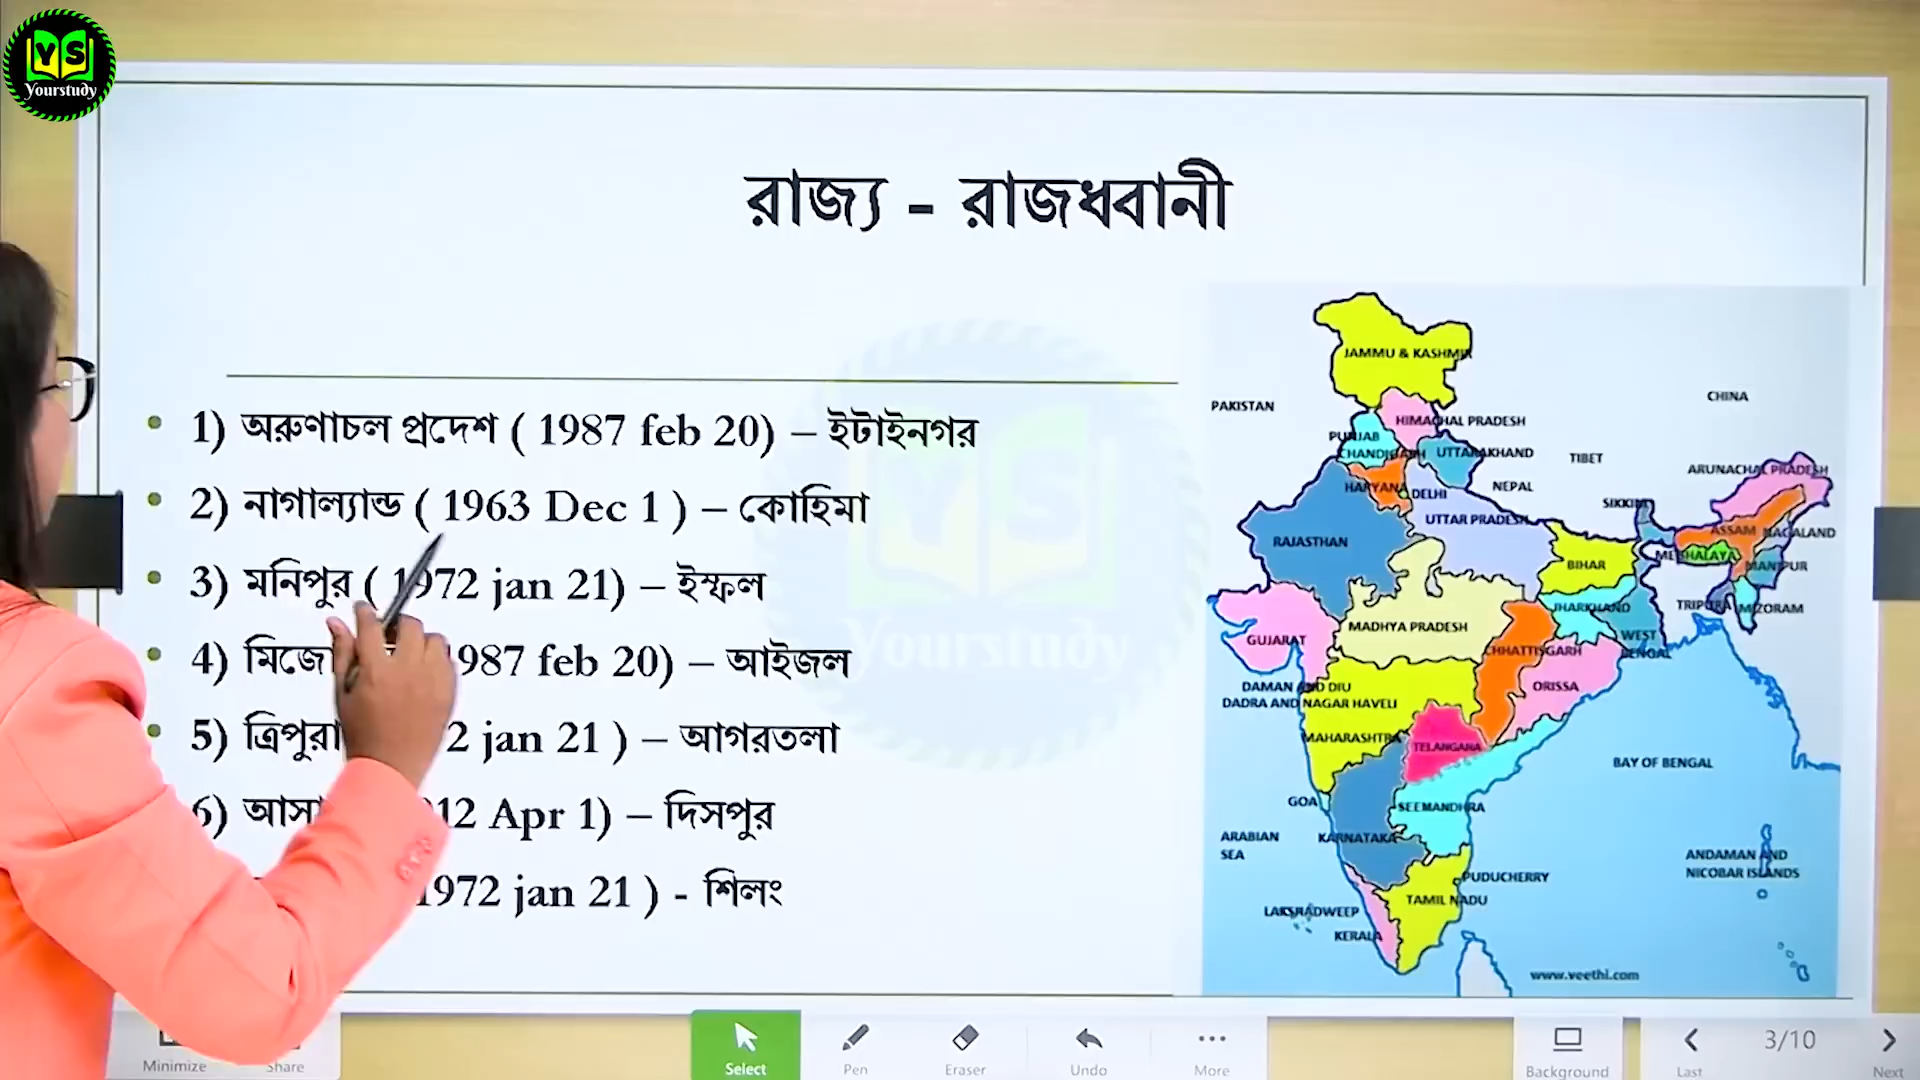 YS
Yourstudy
রাজ্য - রাজধবানী
1) অরুণাচল প্রদেশ ( 1987 feb 20) – ইটাইনগর
2) নাগাল্যান্ড ( 1963 Dec 1 ) – কোহিমা
3) মনিপুর ( 1972 jan 21) – ইম্ফল
4) মিজো 987 feb 20) – আইজল
5) ত্রিপুরা 2 jan 21 ) – আগরতলা
6) আসা 12 Apr 1) – দিসপুর
1972 jan 21 ) - শিলং
YS
Yourstudy
JAMMU & KASHMIR
PAKISTAN
CHINA
HIMACHAL PRADESH
PUNJAB
CHANDIGARH
UTTARAKHAND
TIBET
ARUNACHAL PRADESH
HARYANA
DELHI
NEPAL
SIKKIM
UTTAR PRADESH
ASSAM
NAGALAND
RAJASTHAN
MEGHALAYA
BIHAR
MANIPUR
JHARKHAND
TRIPURA
MIZORAM
MADHYA PRADESH
GUJARAT
WEST
BENGAL
CHHATTISGARH
ORISSA
DAMAN AND DIU
DADRA AND NAGAR HAVELI
MAHARASHTRA
TELANGANA
BAY OF BENGAL
GOA
SEEMANDHRA
ARABIAN
SEA
KARNATAKA
ANDAMAN AND
NICOBAR ISLANDS
PUDUCHERRY
TAMIL NADU
LAKSHADWEEP
KERALA
www.veethi.com
Minimize
Share
Select
Pen
Eraser
Undo
More
Background
Last
3/10
Next